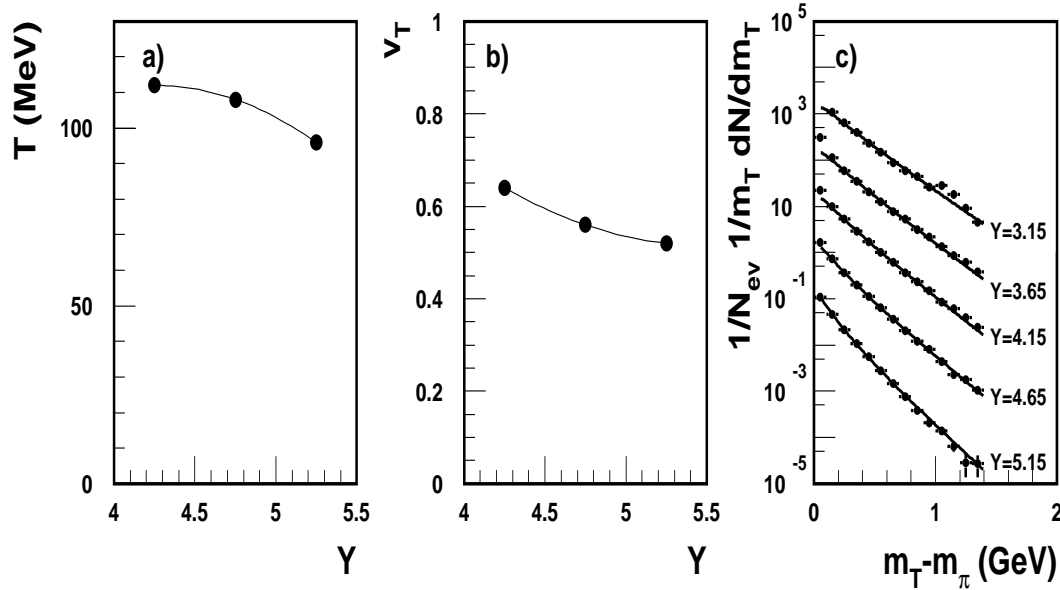 a)
T (MeV)
100
50
0
4
4.5
5
5.5
Y
b)
v_T
1
0.8
0.6
0.4
0.2
0
4
4.5
5
5.5
Y
c)
1/N_ev 1/m_T dN/dm_T
10^5
10^3
10
10^-1
10^-3
10^-5
Y=3.15
Y=3.65
Y=4.15
Y=4.65
Y=5.15
0
1
2
m_T-m_π (GeV)